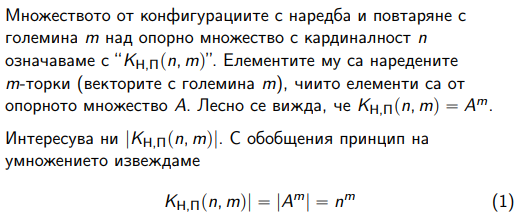 Множеството от конфигурациите с наредба и повтаряне с
големина m над опорно множество с кардиналност n
означаваме с “K_{Н,П}(n, m)”. Елементите му са наредените
m-торки (векторите с големина m), чиито елементи са от
опорното множество A. Лесно се вижда, че K_{Н,П}(n, m) = A^m.
Интересува ни |K_{Н,П}(n, m)|. С обобщения принцип на
умножението извеждаме
K_{Н,П}(n, m)| = |A^m| = n^m (1)